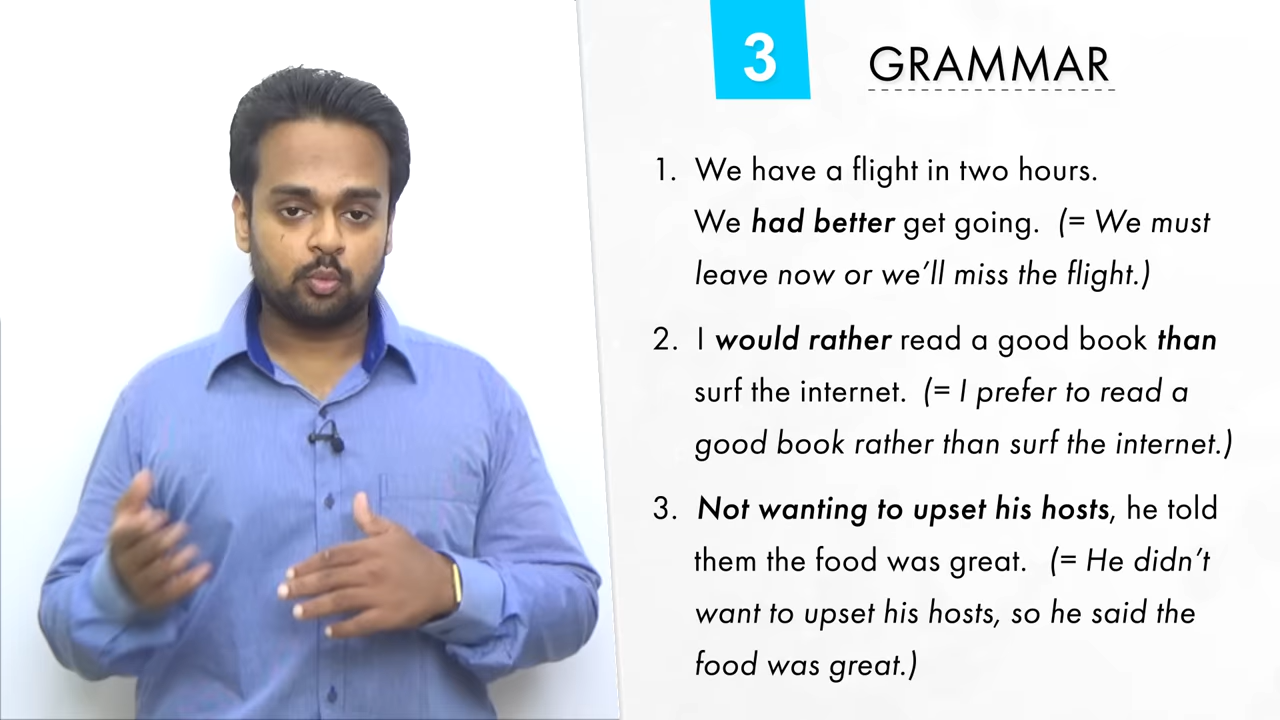 3
GRAMMAR
1. We have a flight in two hours.
We had better get going. (= We must
leave now or we’ll miss the flight.)
2. I would rather read a good book than
surf the internet. (= I prefer to read a
good book rather than surf the internet.)
3. Not wanting to upset his hosts, he told
them the food was great. (= He didn’t
want to upset his hosts, so he said the
food was great.)